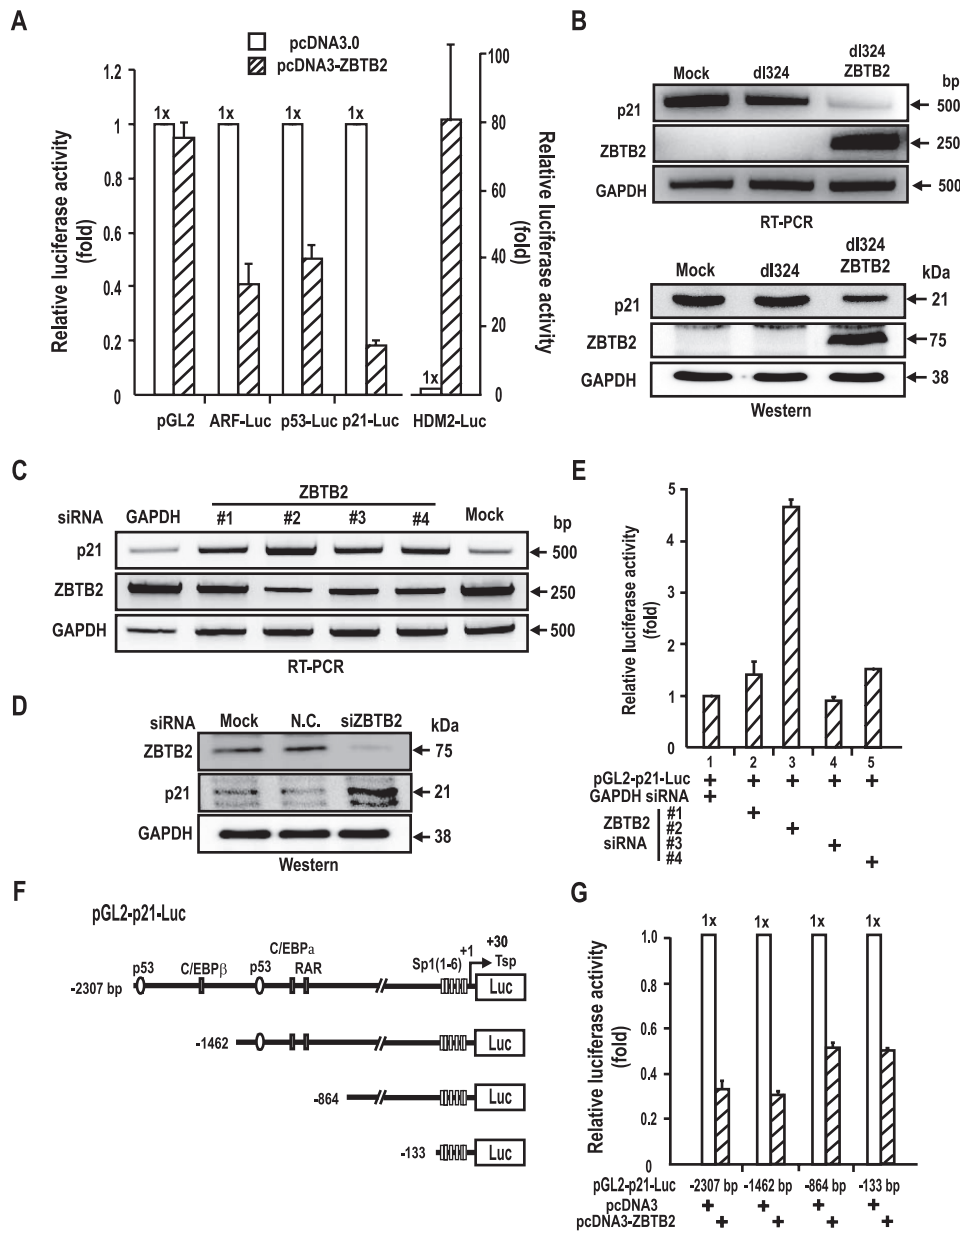 A
pcDNA3.0
pcDNA3-ZBTB2
Relative luciferase activity
(fold)
1.2
1
0.8
0.6
0.4
0.2
0
1x 1x 1x 1x 1x
100
80
60
40
20
0
Relative luciferase activity
(fold)
pGL2 ARF-Luc p53-Luc p21-Luc HDM2-Luc
B
Mock dl324 dl324 ZBTB2 bp
p21 500
ZBTB2 250
GAPDH 500
RT-PCR
Mock dl324 dl324 ZBTB2 kDa
p21 21
ZBTB2 75
GAPDH 38
Western
C
ZBTB2
siRNA GAPDH #1 #2 #3 #4 Mock bp
p21 500
ZBTB2 250
GAPDH 500
RT-PCR
D
siRNA Mock N.C. siZBTB2 kDa
ZBTB2 75
p21 21
GAPDH 38
Western
E
Relative luciferase activity
(fold)
5
4
3
2
1
0
1 2 3 4 5
pGL2-p21-Luc + + + + +
GAPDH siRNA +
ZBTB2 siRNA
#1 +
#2 +
#3 +
#4 +
F
pGL2-p21-Luc
p53 C/EBPβ p53 C/EBPa RAR Sp1(1-6) +1 +30 Tsp
-2307 bp Luc
-1462 Luc
-864 Luc
-133 Luc
G
Relative luciferase activity
(fold)
1.0
0.8
0.6
0.4
0.2
0
1x 1x 1x 1x
pGL2-p21-Luc -2307 bp -1462 bp -864 bp -133 bp
pcDNA3 + + + +
pcDNA3-ZBTB2 + + + +